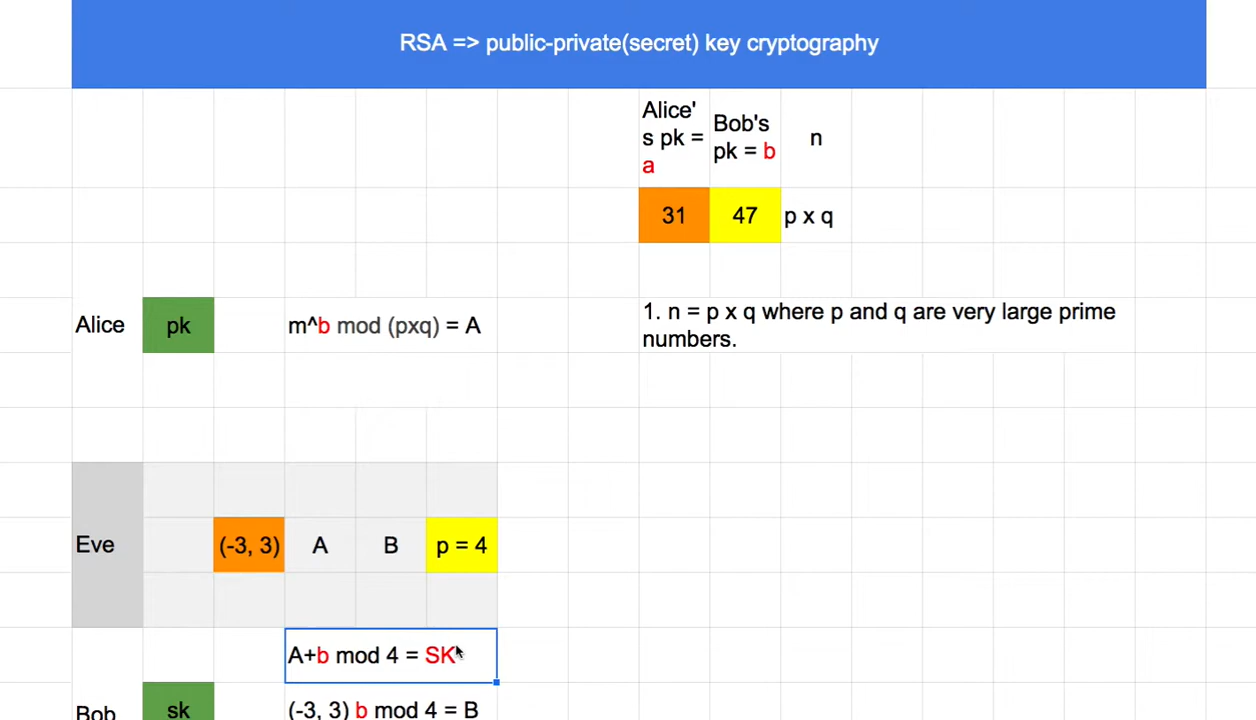 RSA => public-private(secret) key cryptography
Alice'
s pk =
a
Bob's
pk = b
n
31
47
p x q
Alice
pk
m^b mod (pxq) = A
1. n = p x q where p and q are very large prime
numbers.
Eve
(-3, 3)
A
B
p = 4
A+b mod 4 = SK
Bob
sk
(-3, 3) b mod 4 = B